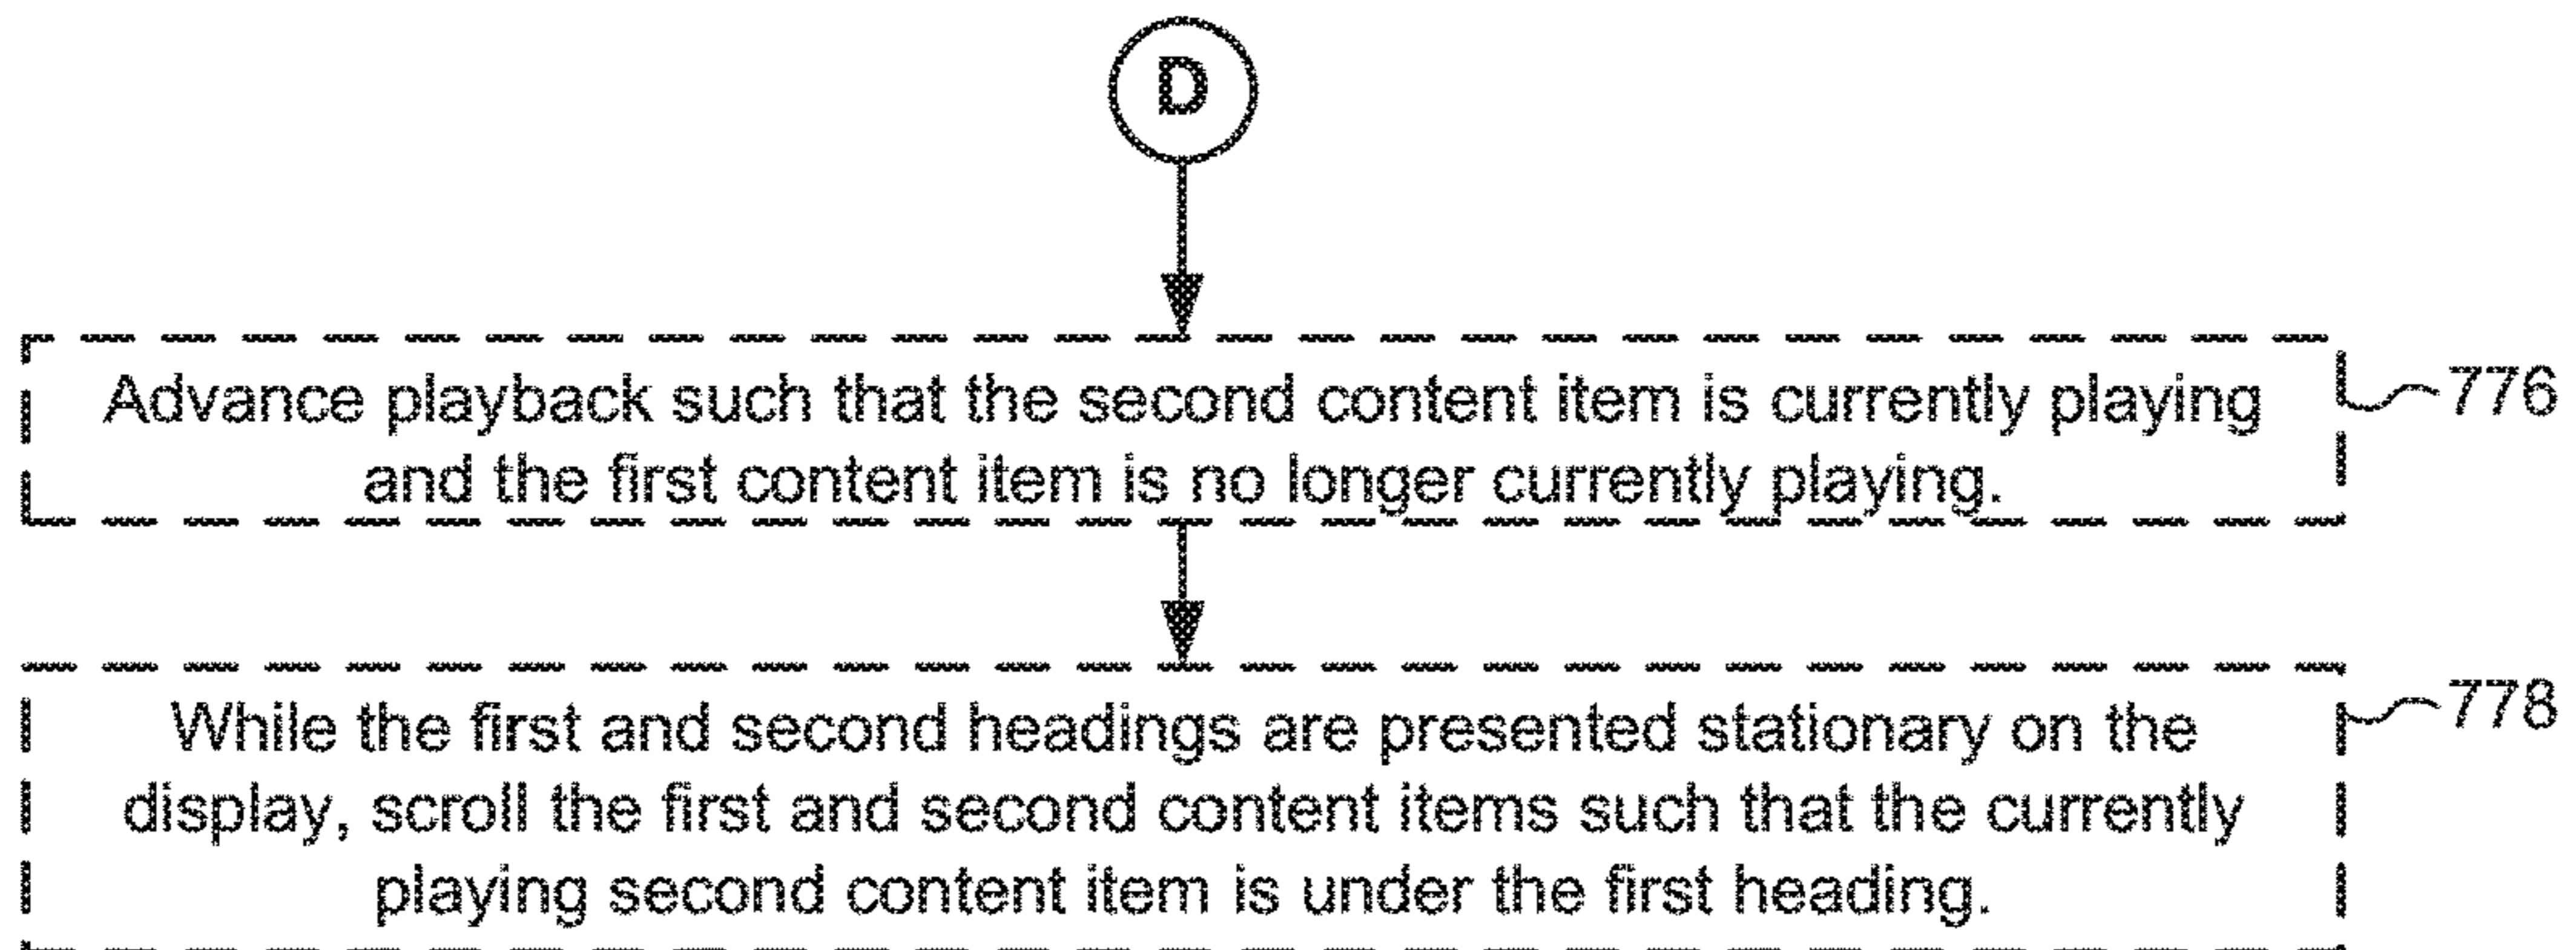 D
Advance playback such that the second content item is currently playing
and the first content item is no longer currently playing.
776
While the first and second headings are presented stationary on the
display, scroll the first and second content items such that the currently
playing second content item is under the first heading.
778